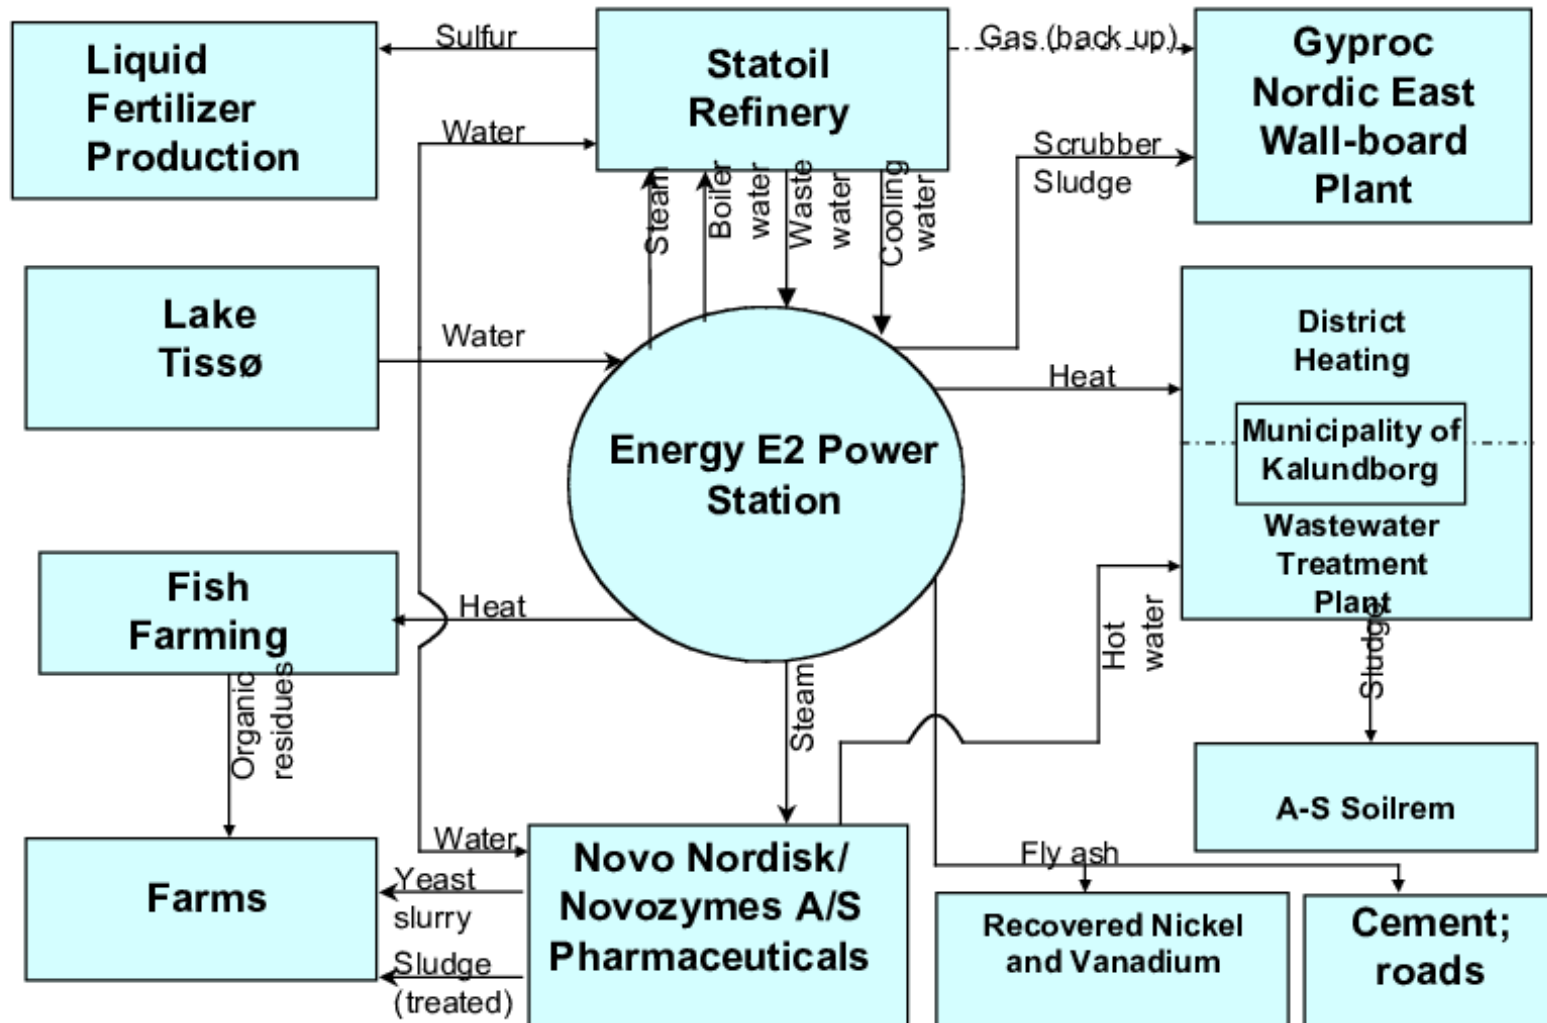 Liquid
Fertilizer
Production
Sulfur
Statoil
Refinery
Gas (back up)
Gyproc
Nordic East
Wall-board
Plant
Water
Scrubber
Sludge
Steam
Boiler
water
Waste
water
Cooling
water
Lake
Tissø
Water
District
Heating
Heat
Municipality of
Kalundborg
Energy E2 Power
Station
Wastewater
Treatment
Plant
Fish
Farming
Heat
Hot
water
Sludge
Organic
residues
Steam
A-S Soilrem
Water
Farms
Yeast
slurry
Sludge
(treated)
Novo Nordisk/
Novozymes A/S
Pharmaceuticals
Fly ash
Recovered Nickel
and Vanadium
Cement;
roads